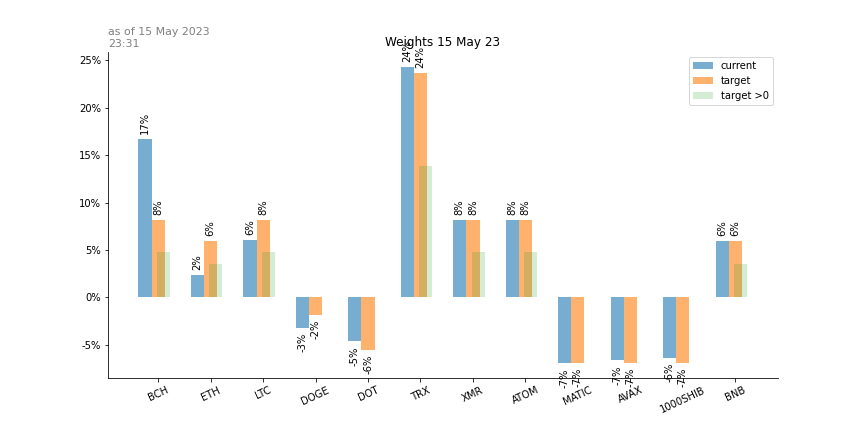 as of 15 May 2023
23:31
Weights 15 May 23
current
target
target >0
25%
20%
15%
10%
5%
0%
-5%
17%
8%
2%
6%
6%
8%
-3%
-2%
-5%
-6%
24%
24%
8%
8%
8%
8%
-7%
-7%
-7%
-7%
-6%
-7%
6%
6%
BCH
ETH
LTC
DOGE
DOT
TRX
XMR
ATOM
MATIC
AVAX
1000SHIB
BNB